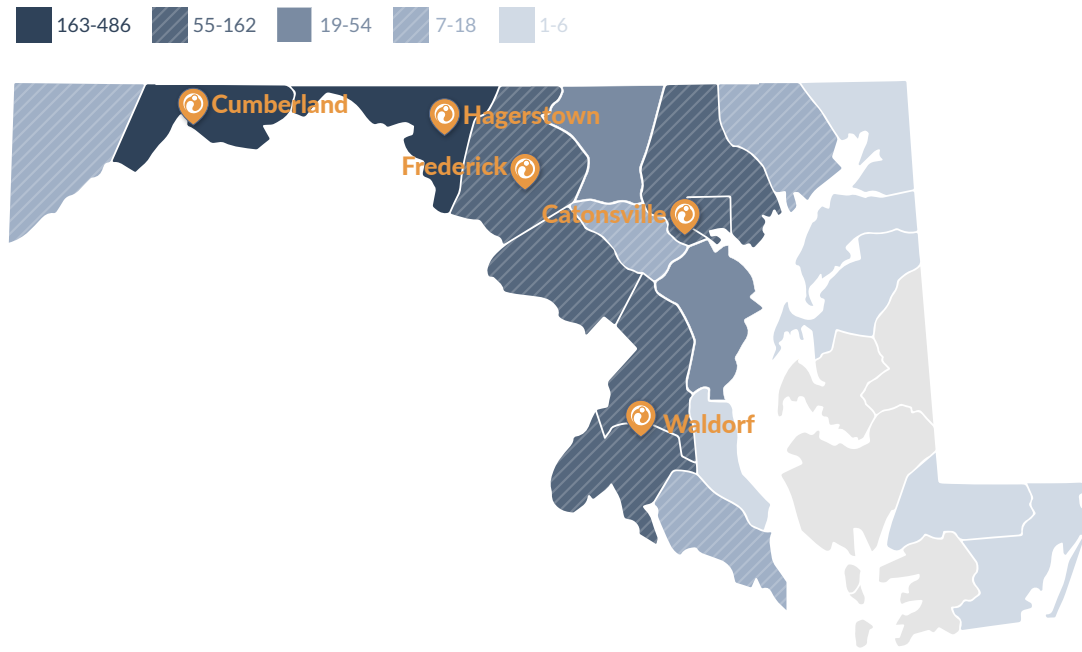 163-486 55-162 19-54 7-18 1-6
Cumberland
Hagerstown
Frederick
Catonsville
Waldorf